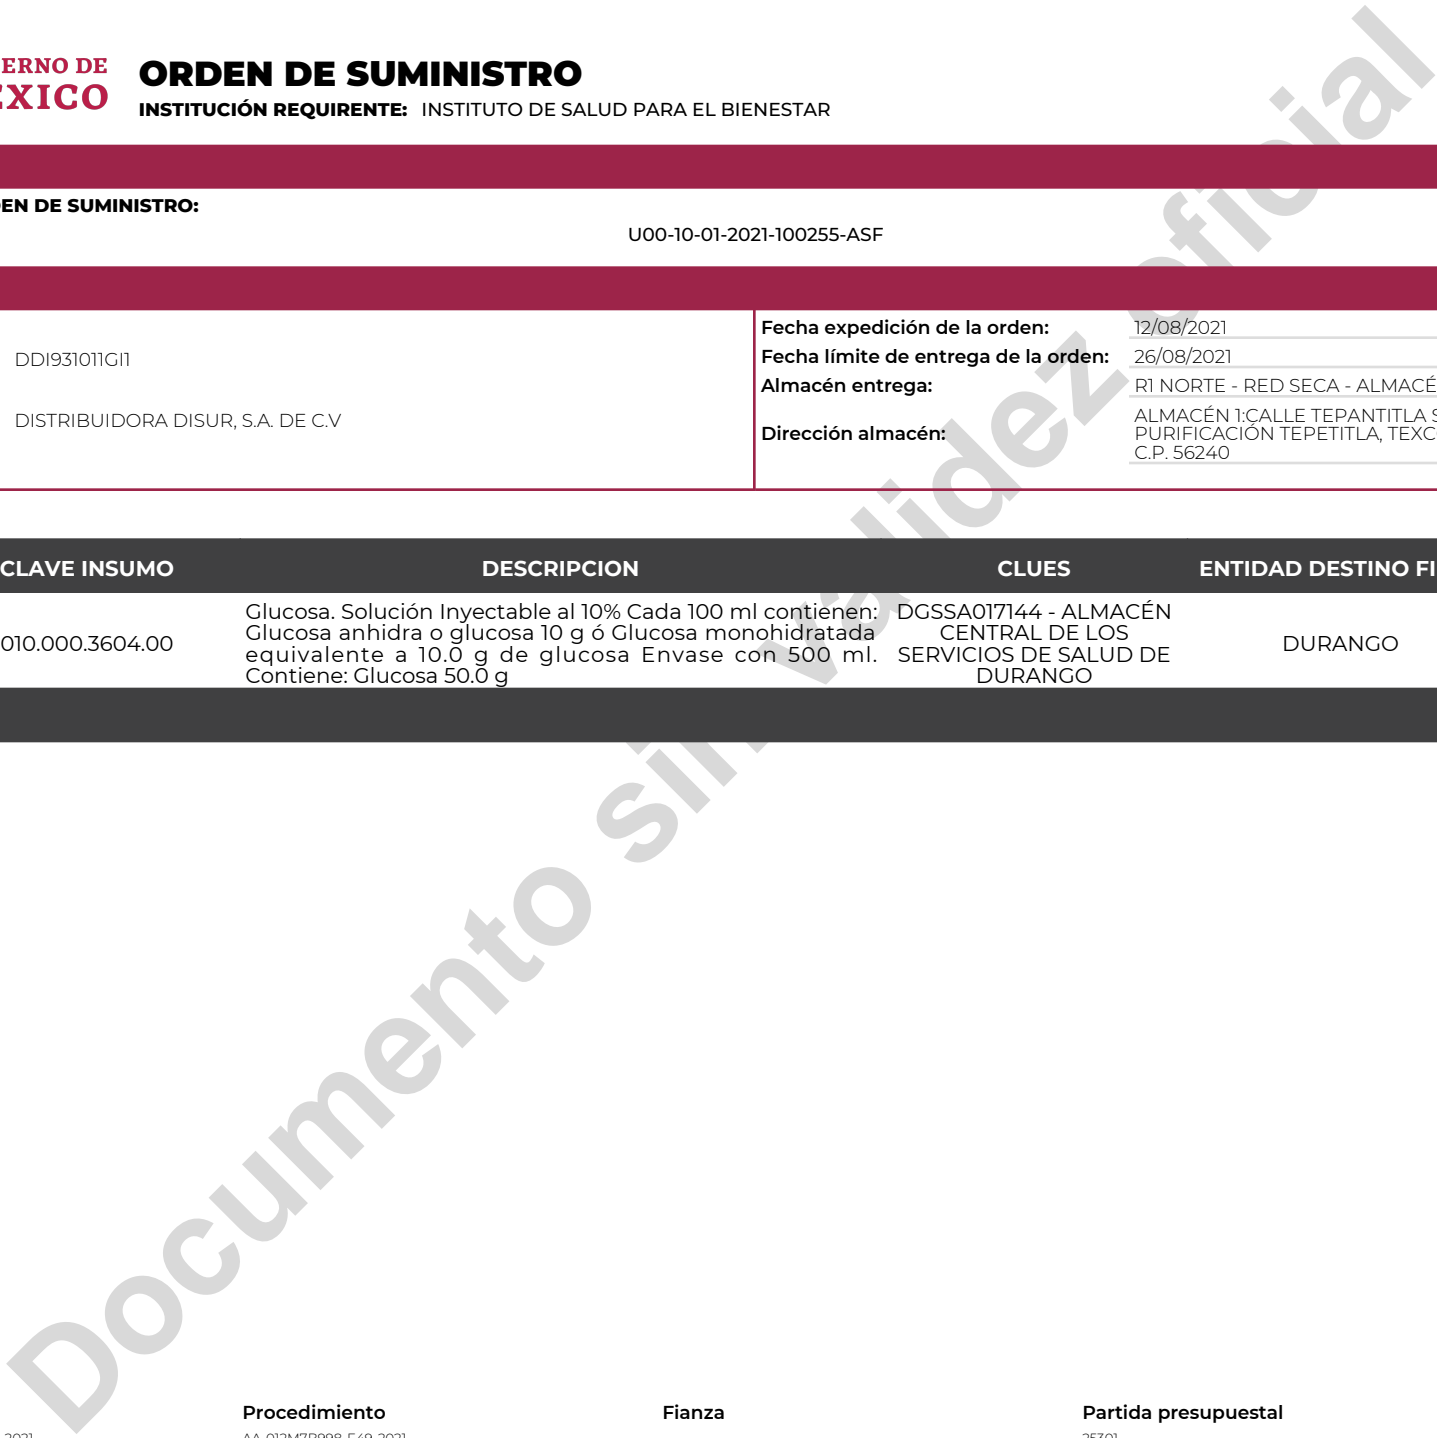 ERNO DE
ORDEN DE SUMINISTRO
INSTITUCIÓN REQUIRENTE: INSTITUTO DE SALUD PARA EL BIENESTAR
EN DE SUMINISTRO:
U00-10-01-2021-100255-ASF
DDI931011GI1
DISTRIBUIDORA DISUR, S.A. DE C.V
Fecha expedición de la orden: 12/08/2021
Fecha límite de entrega de la orden: 26/08/2021
Almacén entrega: R1 NORTE - RED SECA - ALMACÉ
Dirección almacén:
ALMACÉN 1:CALLE TEPANTITLA S
PURIFICACIÓN TEPETITLA, TEXC
C.P. 56240
CLAVE INSUMO DESCRIPCION CLUES ENTIDAD DESTINO FI
010.000.3604.00
Glucosa. Solución Inyectable al 10% Cada 100 ml contienen:
Glucosa anhidra o glucosa 10 g ó Glucosa monohidratada
equivalente a 10.0 g de glucosa Envase con 500 ml.
Contiene: Glucosa 50.0 g
DGSSA017144 - ALMACÉN
CENTRAL DE LOS
SERVICIOS DE SALUD DE
DURANGO
DURANGO
Documento sin validez oficial
Procedimiento Fianza Partida presupuestal